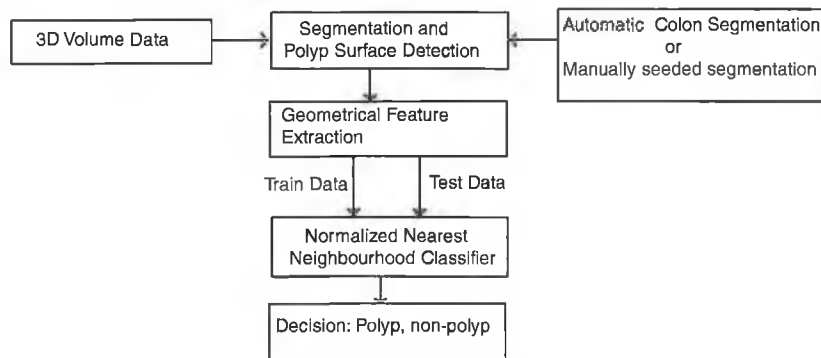 3D Volume Data
Segmentation and
Polyp Surface Detection
Automatic Colon Segmentation
or
Manually seeded segmentation
Geometrical Feature
Extraction
Train Data
Test Data
Normalized Nearest
Neighbourhood Classifier
Decision: Polyp, non-polyp